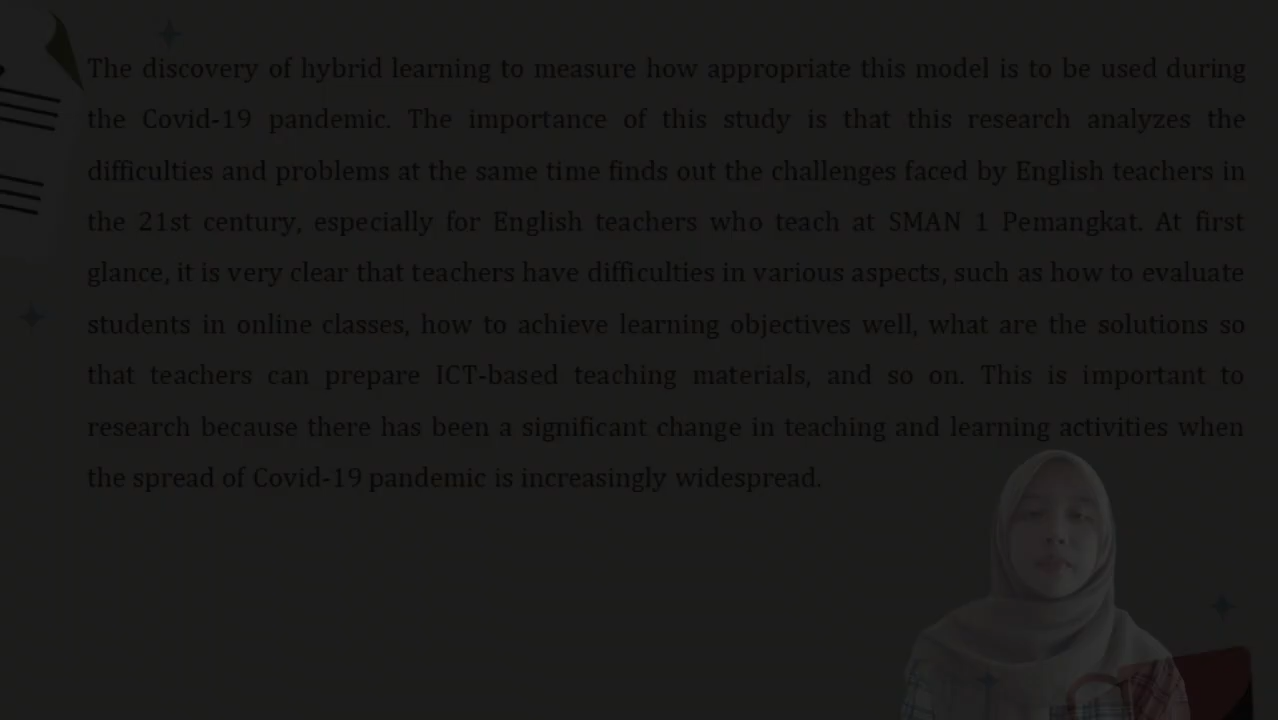 The discovery of hybrid learning to measure how appropriate this model is to be used during
the Covid-19 pandemic. The importance of this study is that this research analyzes the
difficulties and problems at the same time finds out the challenges faced by English teachers in
the 21st century, especially for English teachers who teach at SMAN 1 Pemangkat. At first
glance, it is very clear that teachers have difficulties in various aspects, such as how to evaluate
students in online classes, how to achieve learning objectives well, what are the solutions so
that teachers can prepare ICT-based teaching materials, and so on. This is important to
research because there has been a significant change in teaching and learning activities when
the spread of Covid-19 pandemic is increasingly widespread.